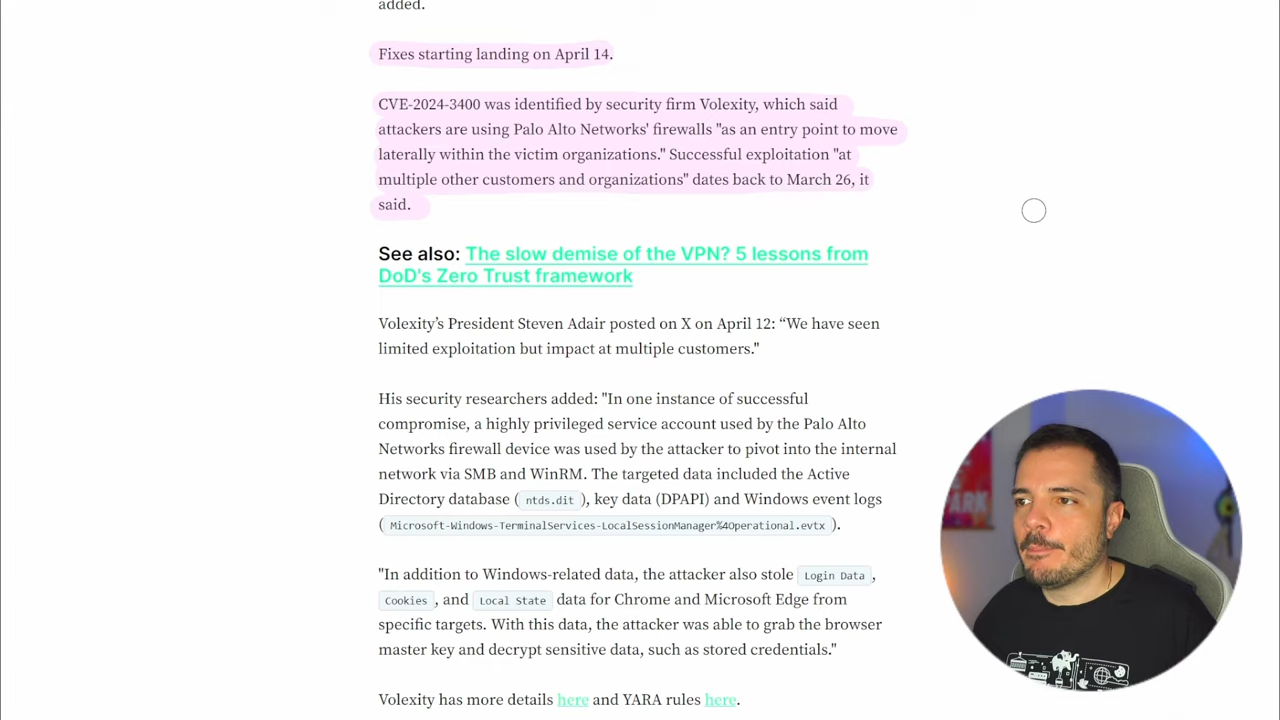 added.
Fixes starting landing on April 14.
CVE-2024-3400 was identified by security firm Volexity, which said
attackers are using Palo Alto Networks' firewalls "as an entry point to move
laterally within the victim organizations." Successful exploitation "at
multiple other customers and organizations" dates back to March 26, it
said.
See also: The slow demise of the VPN? 5 lessons from
DoD's Zero Trust framework
Volexity’s President Steven Adair posted on X on April 12: “We have seen
limited exploitation but impact at multiple customers."
His security researchers added: "In one instance of successful
compromise, a highly privileged service account used by the Palo Alto
Networks firewall device was used by the attacker to pivot into the internal
network via SMB and WinRM. The targeted data included the Active
Directory database ( ntds.dit ), key data (DPAPI) and Windows event logs
( Microsoft-Windows-TerminalServices-LocalSessionManager%4Operational.evtx ).
"In addition to Windows-related data, the attacker also stole Login Data ,
Cookies , and Local State data for Chrome and Microsoft Edge from
specific targets. With this data, the attacker was able to grab the browser
master key and decrypt sensitive data, such as stored credentials."
Volexity has more details here and YARA rules here.